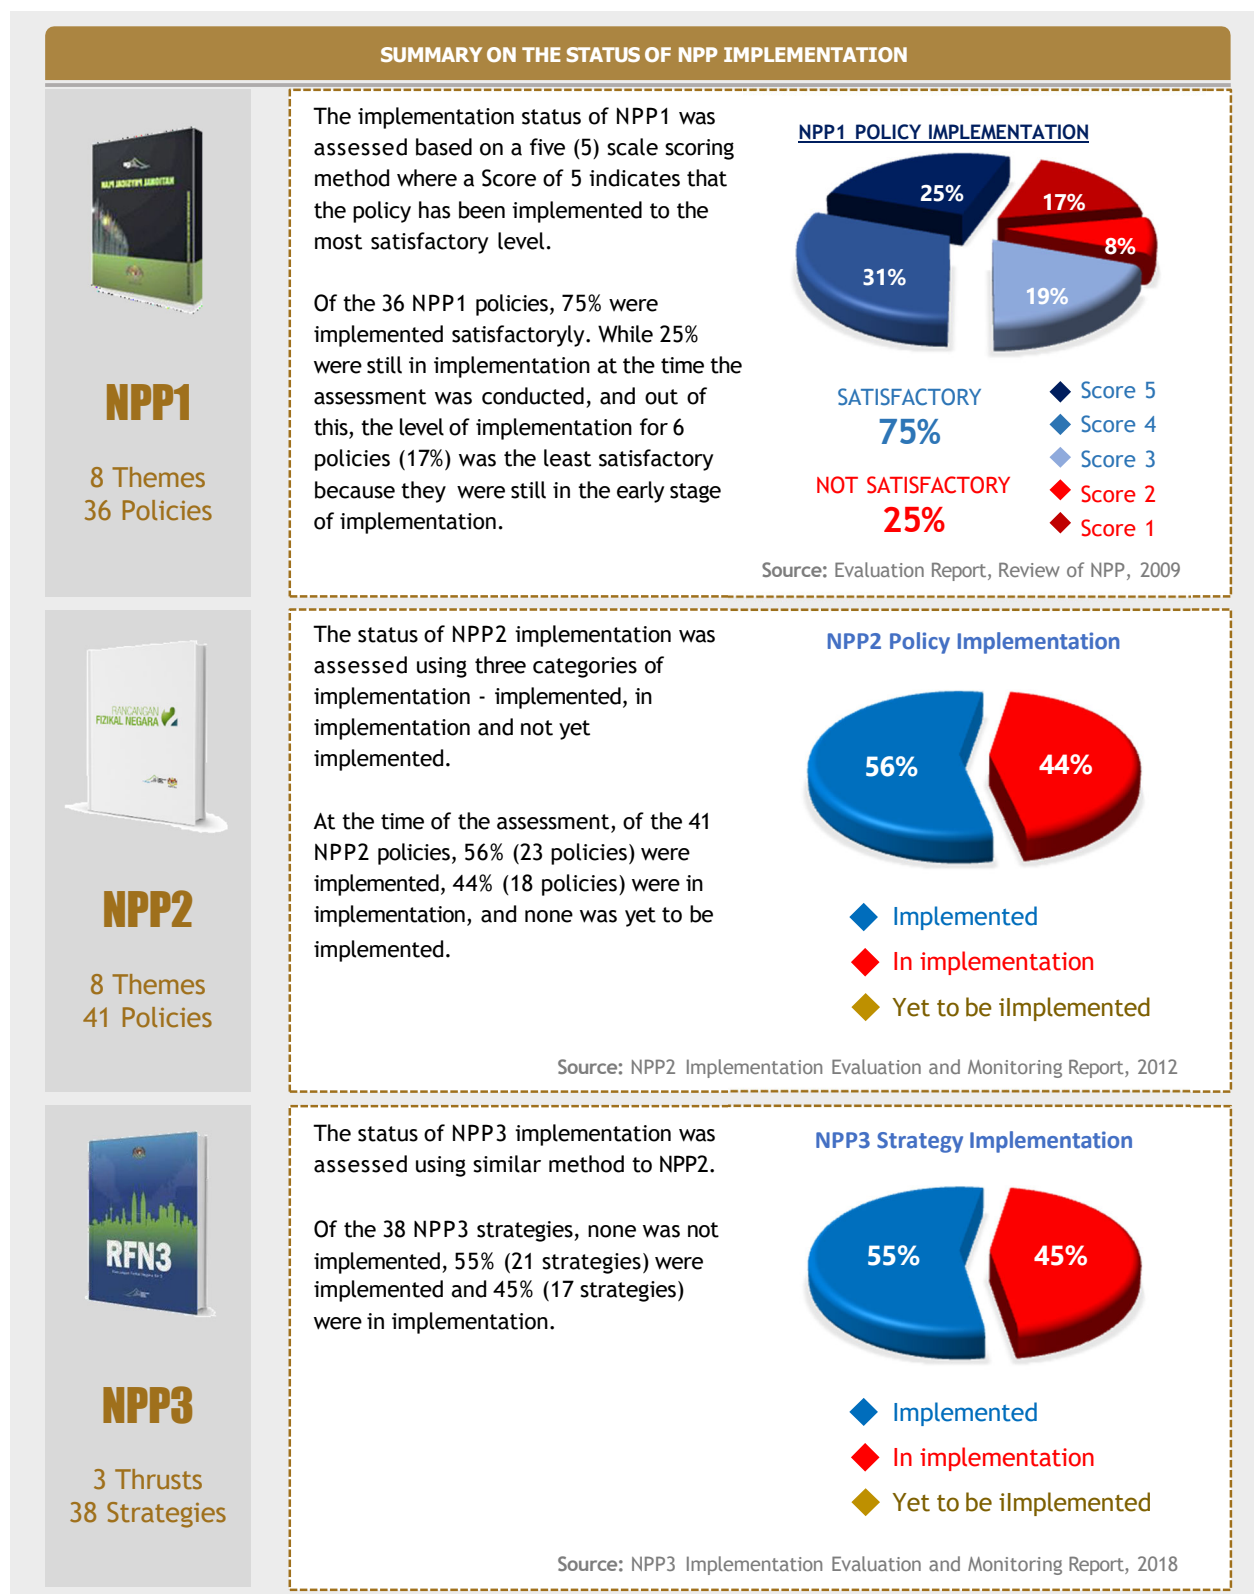 SUMMARY ON THE STATUS OF NPP IMPLEMENTATION
NPP1
8 Themes
36 Policies
The implementation status of NPP1 was
assessed based on a five (5) scale scoring
method where a Score of 5 indicates that
the policy has been implemented to the
most satisfactory level.
Of the 36 NPP1 policies, 75% were
implemented satisfactoryly. While 25%
were still in implementation at the time the
assessment was conducted, and out of
this, the level of implementation for 6
policies (17%) was the least satisfactory
because they were still in the early stage
of implementation.
NPP1 POLICY IMPLEMENTATION
25%
17%
8%
31%
19%
SATISFACTORY
75%
NOT SATISFACTORY
25%
Score 5
Score 4
Score 3
Score 2
Score 1
Source: Evaluation Report, Review of NPP, 2009
RANCANGAN
FIZIKAL NEGARA 2
NPP2
8 Themes
41 Policies
The status of NPP2 implementation was
assessed using three categories of
implementation - implemented, in
implementation and not yet
implemented.
At the time of the assessment, of the 41
NPP2 policies, 56% (23 policies) were
implemented, 44% (18 policies) were in
implementation, and none was yet to be
implemented.
NPP2 Policy Implementation
56%
44%
Implemented
In implementation
Yet to be iImplemented
Source: NPP2 Implementation Evaluation and Monitoring Report, 2012
RFN3
NPP3
3 Thrusts
38 Strategies
The status of NPP3 implementation was
assessed using similar method to NPP2.
Of the 38 NPP3 strategies, none was not
implemented, 55% (21 strategies) were
implemented and 45% (17 strategies)
were in implementation.
NPP3 Strategy Implementation
55%
45%
Implemented
In implementation
Yet to be iImplemented
Source: NPP3 Implementation Evaluation and Monitoring Report, 2018